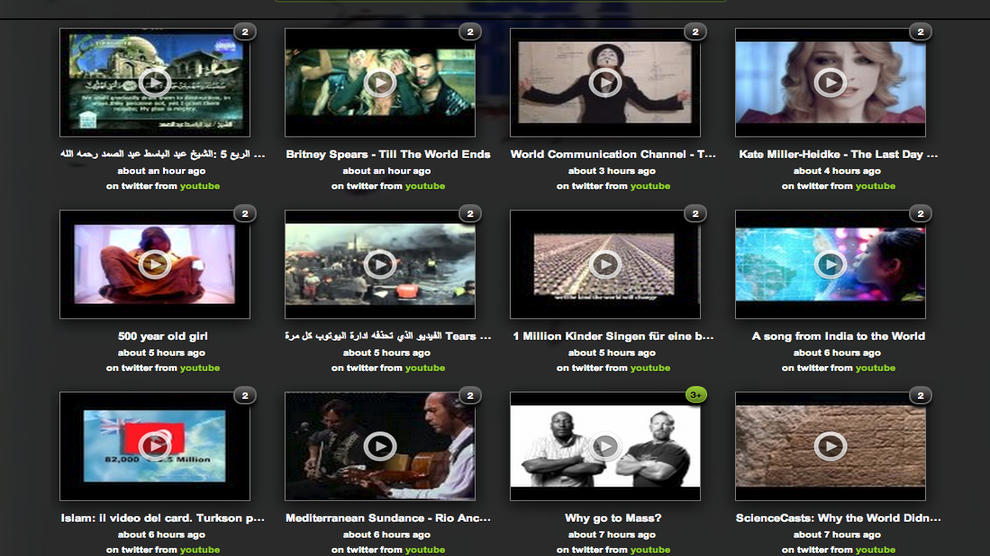 2
2
2
2
... الربع 5 :الشيخ عبد الباسط عبد الصمد رحمه الله
Britney Spears - Till The World Ends
World Communication Channel - T...
Kate Miller-Heidke - The Last Day ...
about an hour ago
about an hour ago
about 3 hours ago
about 4 hours ago
on twitter from youtube
on twitter from youtube
on twitter from youtube
on twitter from youtube
2
2
2
2
we'll be kind the world will change
500 year old girl
الفيديو الذي تحذفه ادارة اليوتوب كل مرة Tears ...
1 Million Kinder Singen für eine b...
A song from India to the World
about 5 hours ago
about 5 hours ago
about 5 hours ago
about 6 hours ago
on twitter from youtube
on twitter from youtube
on twitter from youtube
on twitter from youtube
2
2
3+
2
82,000 Million
Islam: il video del card. Turkson p...
Mediterranean Sundance - Rio Anc...
Why go to Mass?
ScienceCasts: Why the World Didn...
about 6 hours ago
about 6 hours ago
about 7 hours ago
about 7 hours ago
on twitter from youtube
on twitter from youtube
on twitter from youtube
on twitter from youtube